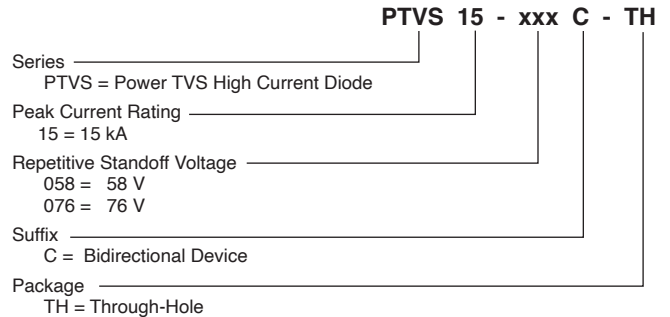 PTVS 15 - xxx C - TH
Series
PTVS = Power TVS High Current Diode
Peak Current Rating
15 = 15 kA
Repetitive Standoff Voltage
058 = 58 V
076 = 76 V
Suffix
C = Bidirectional Device
Package
TH = Through-Hole